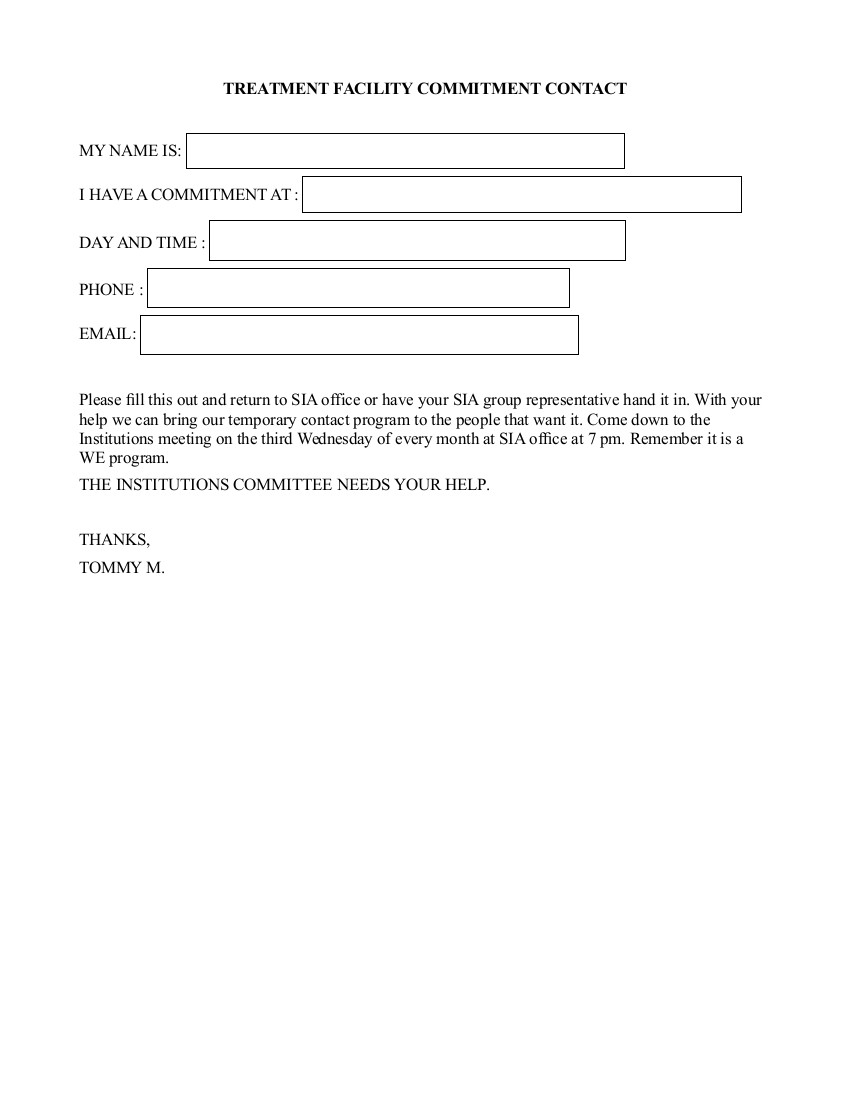 TREATMENT FACILITY COMMITMENT CONTACT
MY NAME IS:
I HAVE A COMMITMENT AT :
DAY AND TIME :
PHONE :
EMAIL:
Please fill this out and return to SIA office or have your SIA group representative hand it in. With your
help we can bring our temporary contact program to the people that want it. Come down to the
Institutions meeting on the third Wednesday of every month at SIA office at 7 pm. Remember it is a
WE program.
THE INSTITUTIONS COMMITTEE NEEDS YOUR HELP.
THANKS,
TOMMY M.